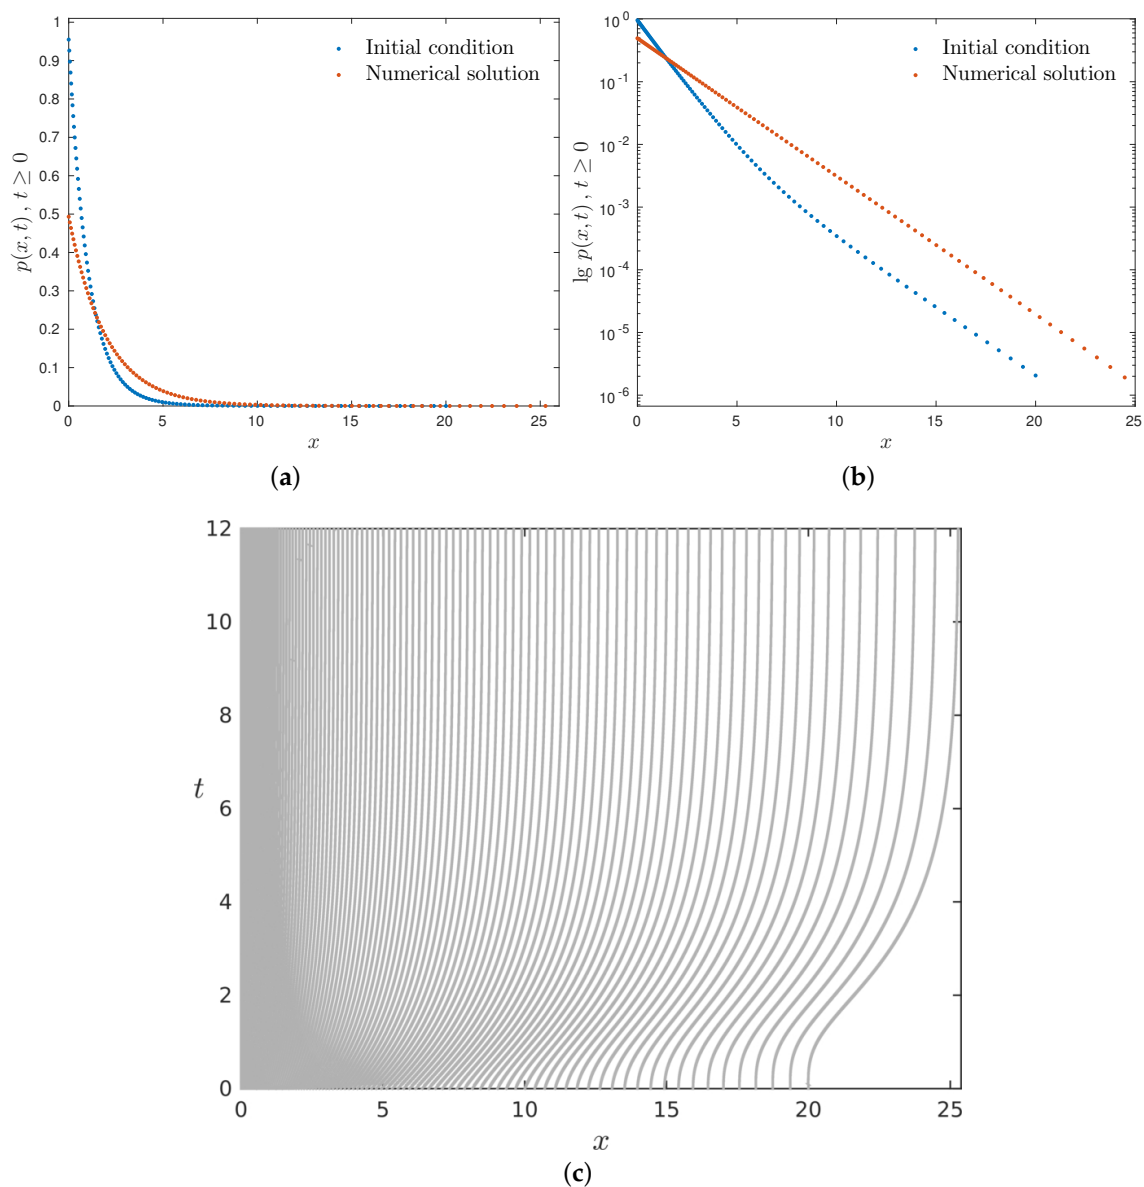 1
0.9
0.8
0.7
0.6
0.5
0.4
0.3
0.2
0.1
0
p(x, t) , t ≥ 0
Initial condition
Numerical solution
0 5 10 15 20 25
x
(a)
10^0
10^-1
10^-2
10^-3
10^-4
10^-5
10^-6
lg p(x, t) , t ≥ 0
Initial condition
Numerical solution
0 5 10 15 20 25
x
(b)
12
10
8
6
4
2
0
t
0 5 10 15 20 25
x
(c)